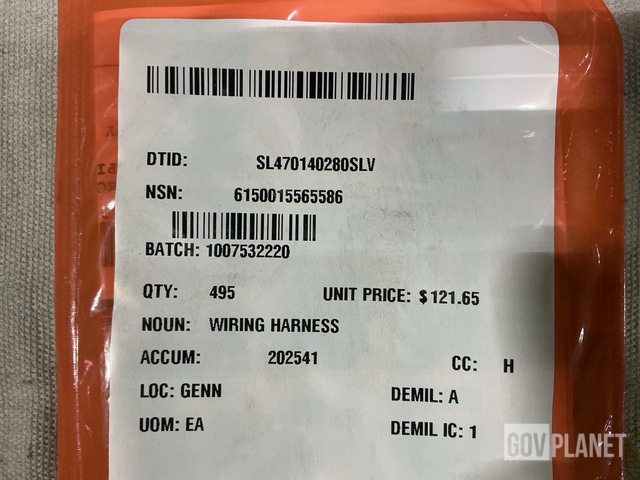 DTID: SL470140280SLV
NSN: 6150015565586
BATCH: 1007532220
QTY: 495 UNIT PRICE: $121.65
NOUN: WIRING HARNESS
ACCUM: 202541 CC: H
LOC: GENN DEMIL: A
UOM: EA DEMIL IC: 1
GOVPLANET